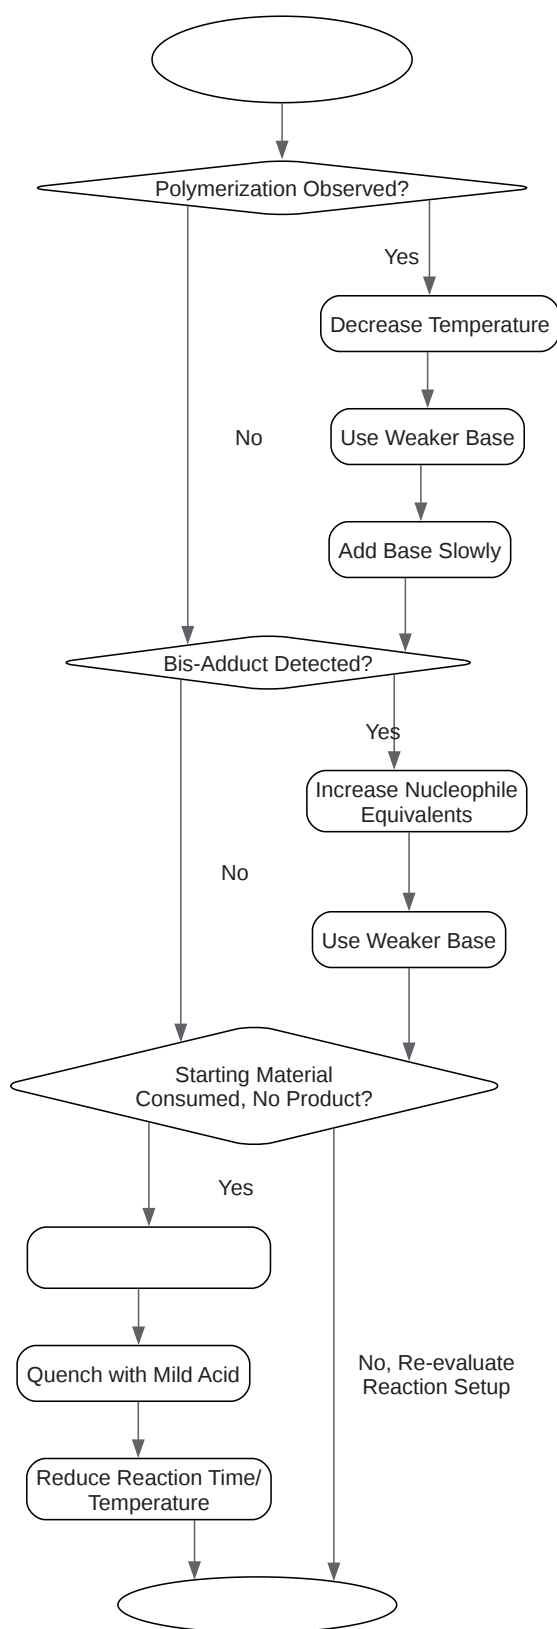 Polymerization Observed?
Yes
Decrease Temperature
No
Use Weaker Base
Add Base Slowly
Bis-Adduct Detected?
Yes
Increase Nucleophile
Equivalents
No
Use Weaker Base
Starting Material
Consumed, No Product?
Yes
Quench with Mild Acid
No, Re-evaluate
Reaction Setup
Reduce Reaction Time/
Temperature